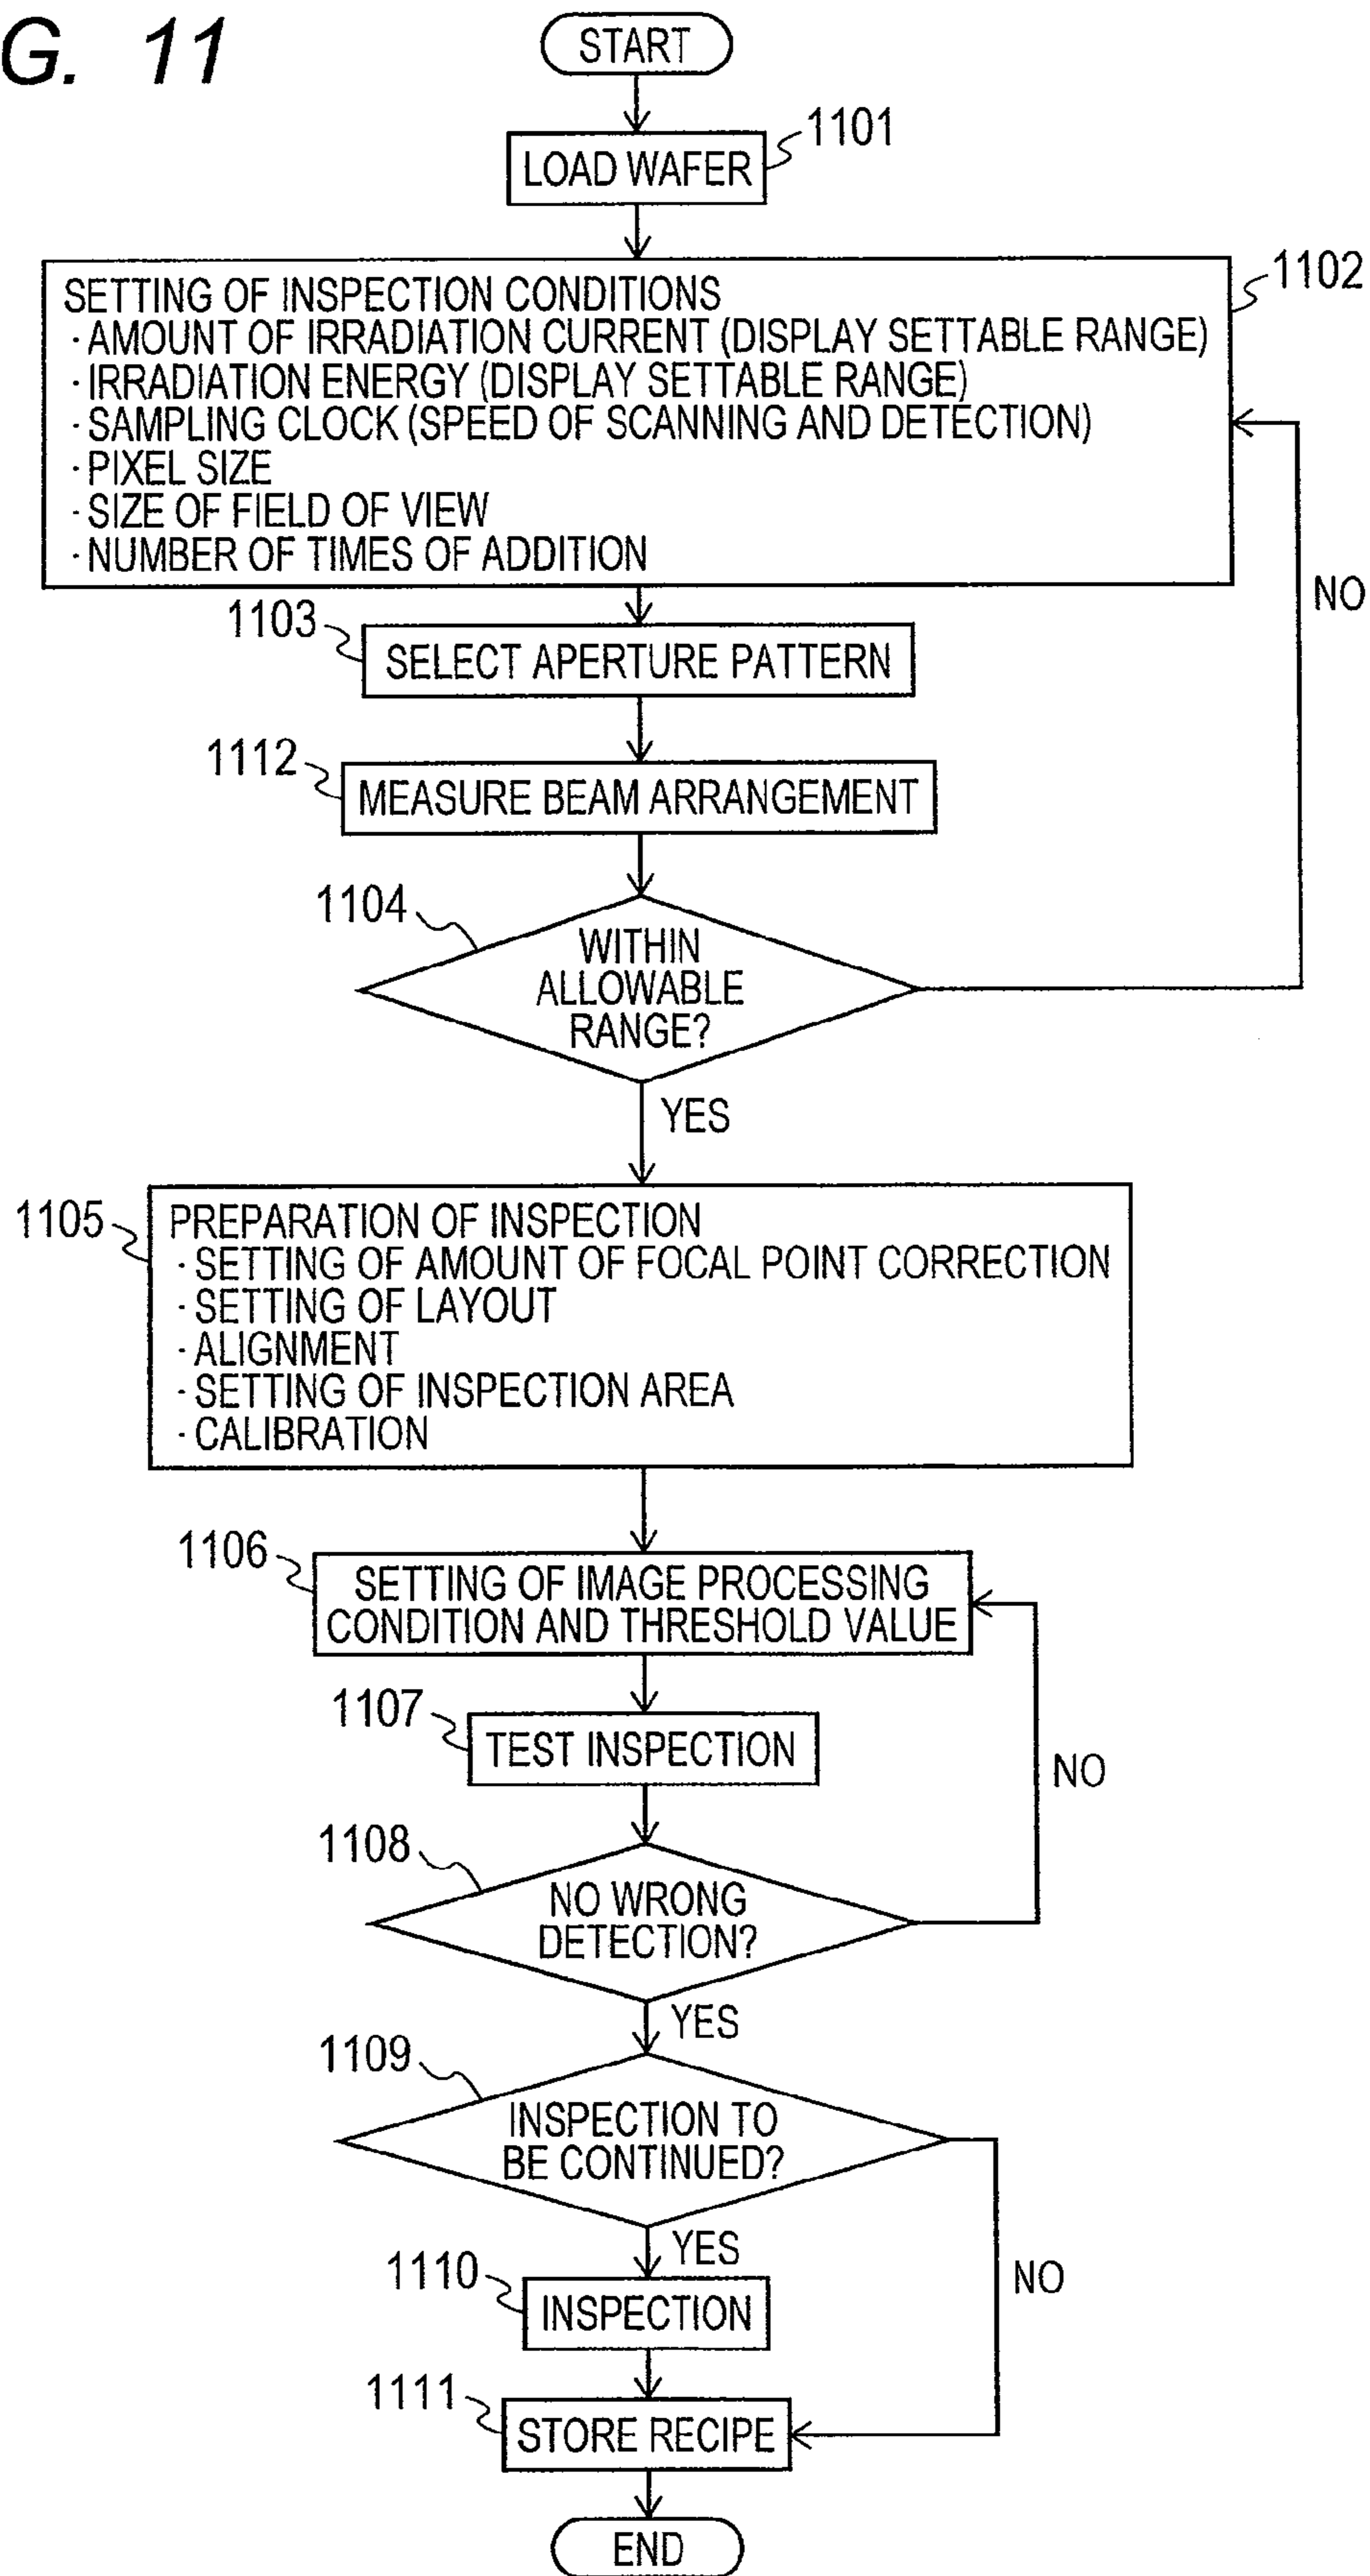 G. 11
START
1101
LOAD WAFER
1102
SETTING OF INSPECTION CONDITIONS
· AMOUNT OF IRRADIATION CURRENT (DISPLAY SETTABLE RANGE)
· IRRADIATION ENERGY (DISPLAY SETTABLE RANGE)
· SAMPLING CLOCK (SPEED OF SCANNING AND DETECTION)
· PIXEL SIZE
· SIZE OF FIELD OF VIEW
· NUMBER OF TIMES OF ADDITION
NO
1103
SELECT APERTURE PATTERN
1112
MEASURE BEAM ARRANGEMENT
1104
WITHIN
ALLOWABLE
RANGE?
YES
1105
PREPARATION OF INSPECTION
· SETTING OF AMOUNT OF FOCAL POINT CORRECTION
· SETTING OF LAYOUT
· ALIGNMENT
· SETTING OF INSPECTION AREA
· CALIBRATION
1106
SETTING OF IMAGE PROCESSING
CONDITION AND THRESHOLD VALUE
1107
TEST INSPECTION
NO
1108
NO WRONG
DETECTION?
YES
1109
INSPECTION TO
BE CONTINUED?
YES
NO
1110
INSPECTION
1111
STORE RECIPE
END